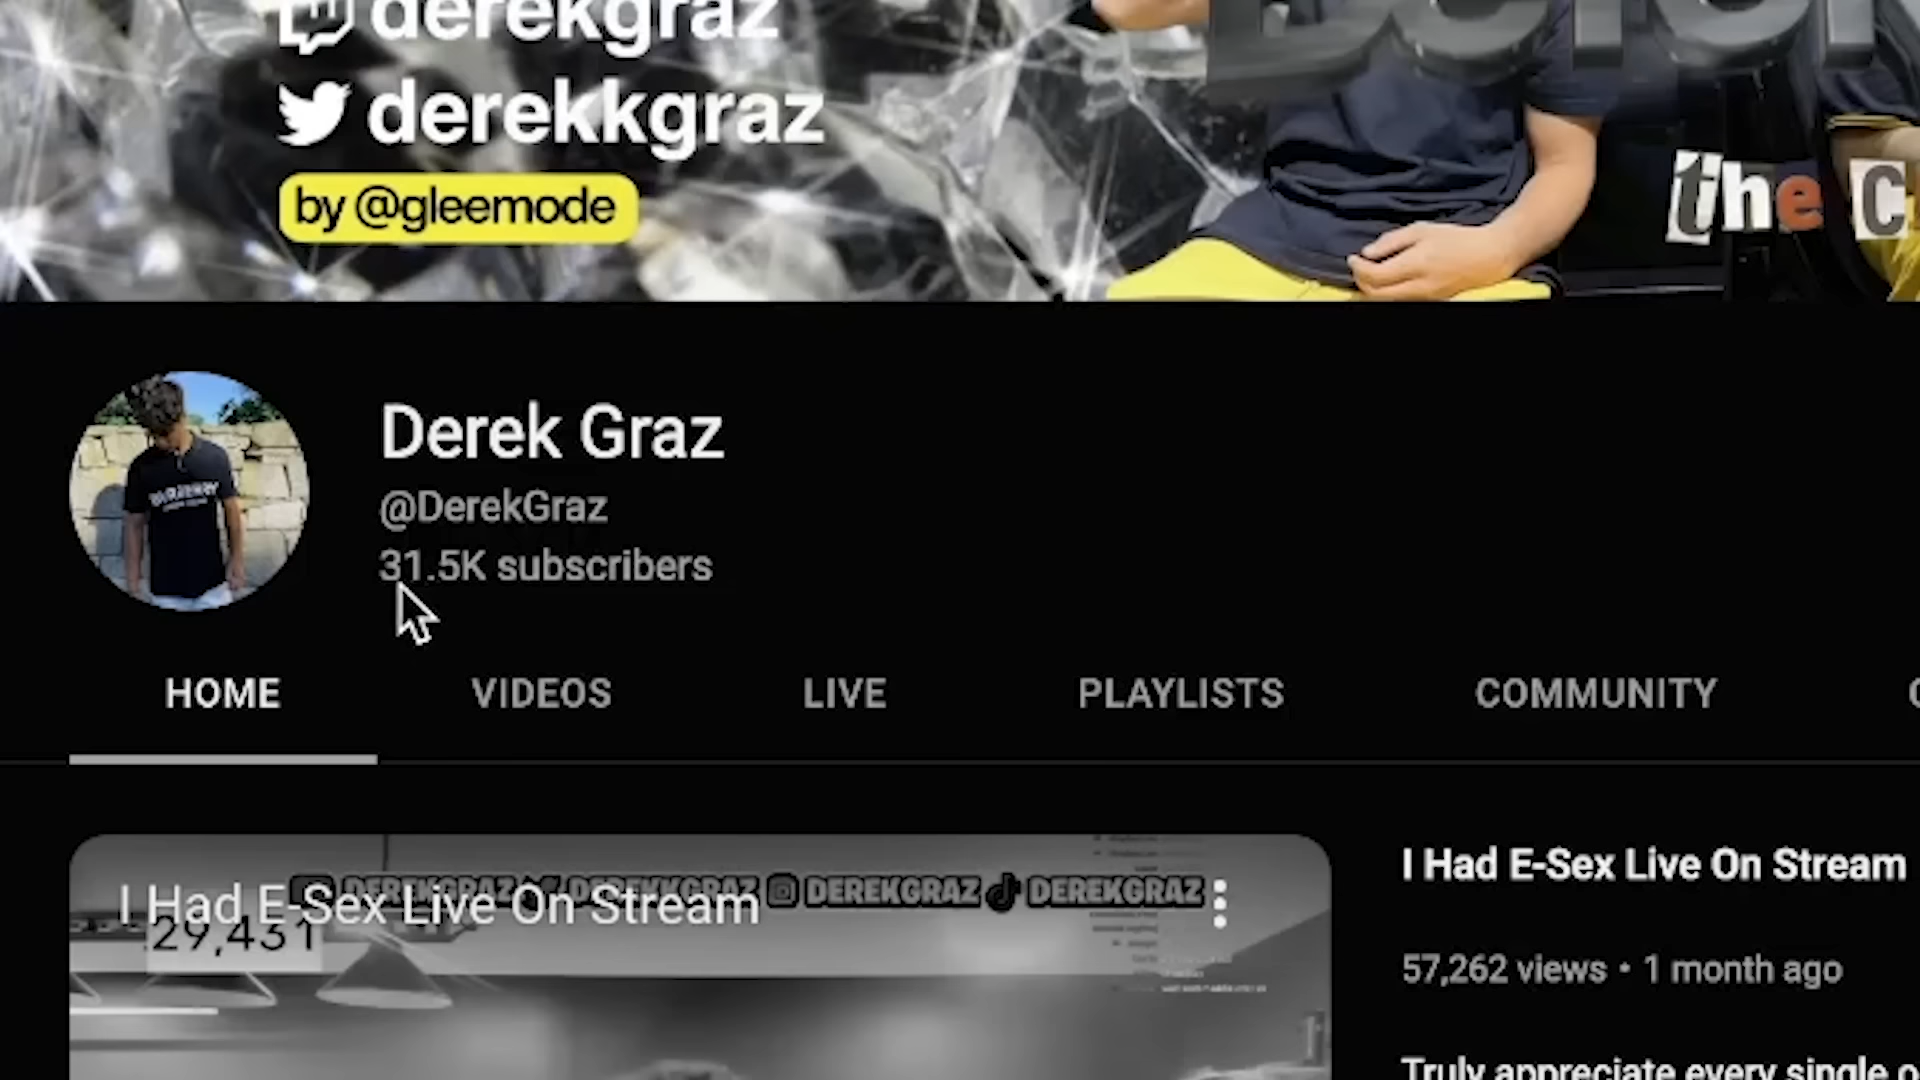 derekgraz
derekkgraz
by @gleemode
the C
Derek Graz
@DerekGraz
31.5K subscribers
HOME
VIDEOS
LIVE
PLAYLISTS
COMMUNITY
I Had E-Sex Live On Stream
DEREKGRAZ DEREKKGRAZ DEREKGRAZ DEREKGRAZ
29,431
I Had E-Sex Live On Stream
57,262 views • 1 month ago
Truly appreciate every single